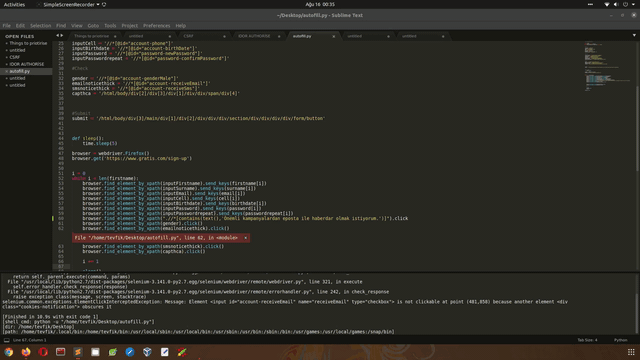 Activities
SimpleScreenRecorder
Ağu 16 00:35
~/Desktop/autofill.py - Sublime Text
File Edit Selection Find View Goto Tools Project Preferences Help
OPEN FILES
Things to prioritise
untitled
CSRF
IDOR AUTHORISE
autofill.py
untitled
untitled
Things to prioritise
untitled
CSRF
IDOR AUTHORISE
autofill.py
untitled
untitled
25 inputCell = '//*[@id="account-phone"]'
26 inputBirthdate = '//*[@id="account-birthDate"]'
inputPassword = '//*[@id="password-newPassword"]'
inputPasswordrepeat = '//*[@id="password-confirmPassword"]'
gender = '//*[@id="account-genderMale"]'
emailnoticethick = '//*[@id="account-receiveEmail"]'
smsnoticethick = '//*[@id="account-receiveSms"]'
capthca = '/html/body/div[2]/div[3]/div[1]/div/div/span/div[4]'
#Submit
submit = '/html/body/div[3]/main/div[1]/div[2]/div/div/div/section/div/div/div/div/form/button'
def sleep():
time.sleep(3)
browser = webdriver.Firefox()
browser.get('https://www.gratis.com/sign-up')
i = 0
while i < len(firstname):
browser.find_element_by_xpath(inputFirstname).send_keys(firstname[i])
browser.find_element_by_xpath(inputSurname).send_keys(surname[i])
browser.find_element_by_xpath(inputEmail).send_keys(email[i])
browser.find_element_by_xpath(inputCell).send_keys(cell[i])
browser.find_element_by_xpath(inputBirthdate).send_keys(birthdate[i])
browser.find_element_by_xpath(inputPassword).send_keys(password[i])
browser.find_element_by_xpath(inputPasswordrepeat).send_keys(passwordrepeat[i])
browser.find_element_by_xpath("//*[contains(text(), 'Önemli kampanyalardan eposta ile haberdar olmak istiyorum.')]").click
browser.find_element_by_xpath(gender).click()
browser.find_element_by_xpath(emailnoticethick).click()
File "/home/tevfik/Desktop/autofill.py", line 62, in <module> ×
browser.find_element_by_xpath(smsnoticethick).click()
browser.find_element_by_xpath(capthca).click()
i += 1
return self._parent.execute(command, params)
File "/usr/local/lib/python2.7/dist-packages/selenium-3.141.0-py2.7.egg/selenium/webdriver/remote/webdriver.py", line 321, in execute
self.error_handler.check_response(response)
File "/usr/local/lib/python2.7/dist-packages/selenium-3.141.0-py2.7.egg/selenium/webdriver/remote/errorhandler.py", line 242, in check_response
raise exception_class(message, screen, stacktrace)
selenium.common.exceptions.ElementClickInterceptedException: Message: Element <input id="account-receiveEmail" name="receiveEmail" type="checkbox"> is not clickable at point (401,850) because another element <div
class="cookies-notification"> obscures it
[Finished in 10.9s with exit code 1]
[shell_cmd: python -u "/home/tevfik/Desktop/autofill.py"]
[dir: /home/tevfik/Desktop]
[path: /home/tevfik/.local/bin:/home/tevfik/bin:/usr/local/sbin:/usr/local/bin:/usr/sbin:/usr/bin:/sbin:/bin:/usr/games:/usr/local/games:/snap/bin]
Line 67, Column 1
Tab Size: 4
Python